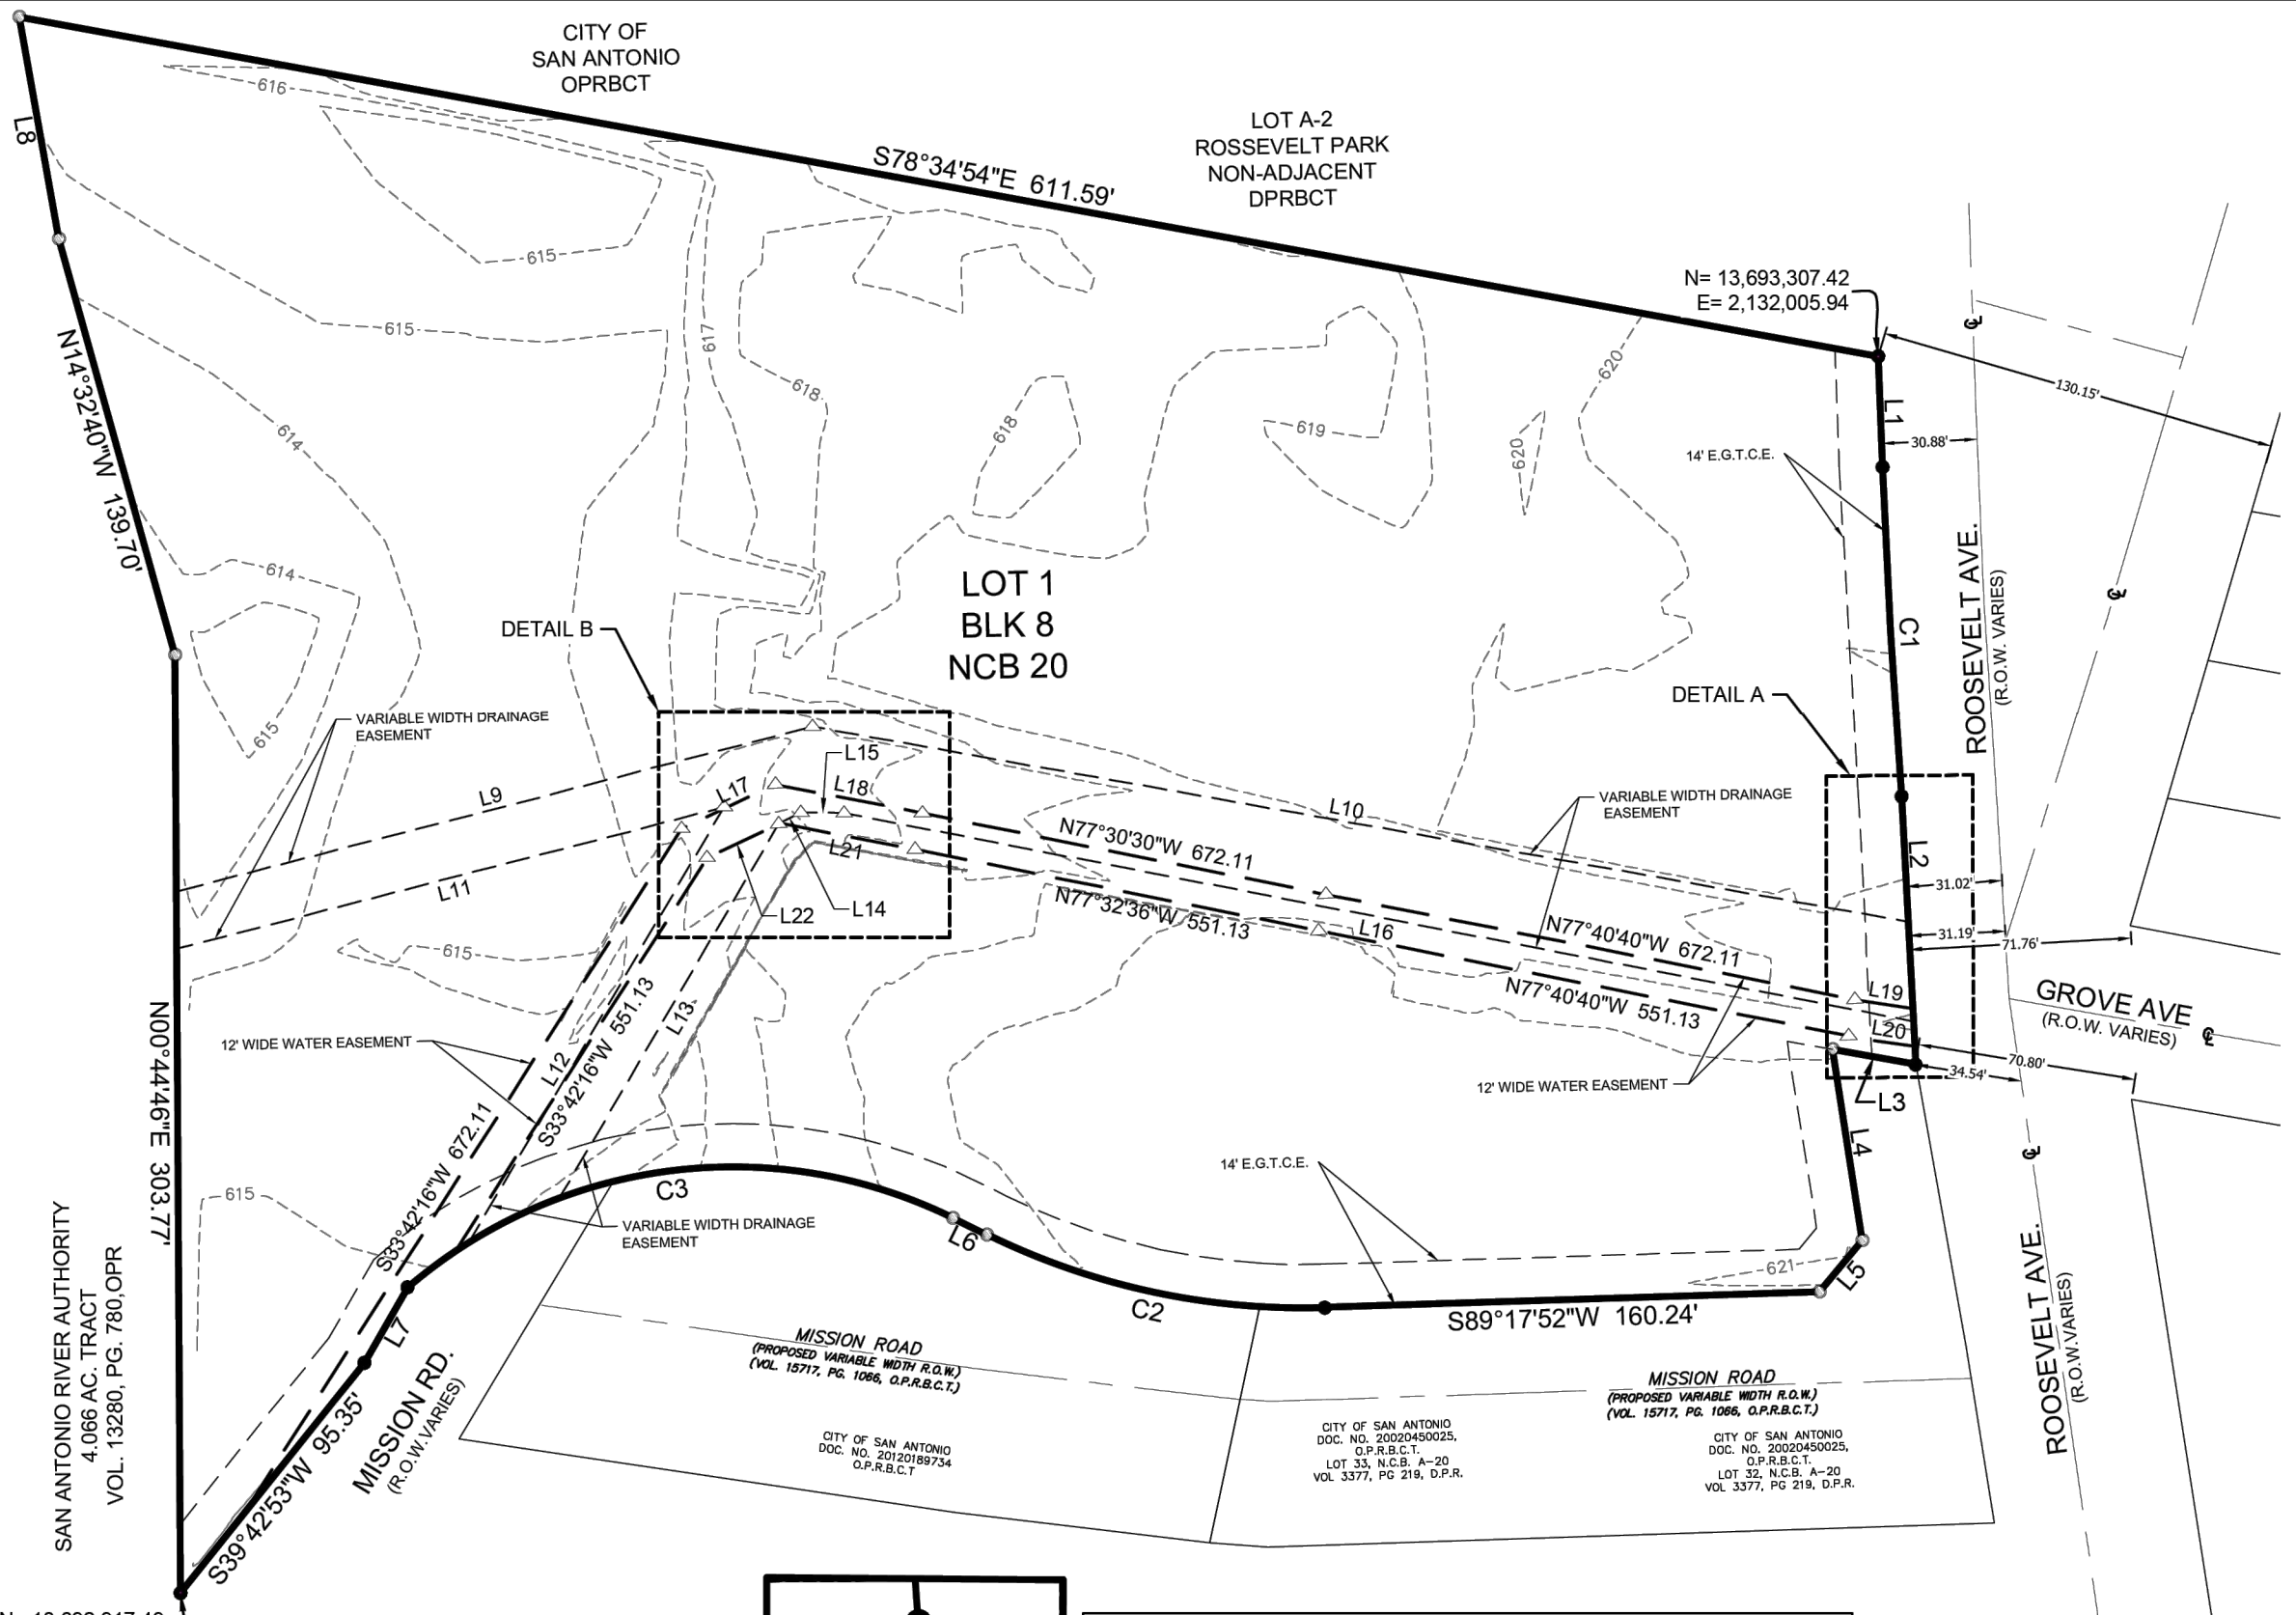 CITY OF
SAN ANTONIO
OPRBCT
LOT A-2
ROSSEVELT PARK
NON-ADJACENT
DPRBCT
S78°34'54"E 611.59'
N= 13,693,307.42
E= 2,132,005.94
L8
616
615
615
617
618
618
619
620
620
130.15'
L1
30.88'
14' E.G.T.C.E.
N14°32'40"W 139.70'
614
614
615
LOT 1
BLK 8
NCB 20
DETAIL B
DETAIL A
C1
ROOSEVELT AVE.
(R.O.W. VARIES)
VARIABLE WIDTH DRAINAGE
EASEMENT
L9
L11
L17
L15
L18
L21
L14
L22
L10
VARIABLE WIDTH DRAINAGE
EASEMENT
N77°30'30"W 672.11
N77°32'36"W 551.13
L16
N77°40'40"W 672.11
N77°40'40"W 551.13
L2
31.02'
31.19'
71.76'
L19
L20
GROVE AVE
(R.O.W. VARIES)
70.80'
34.54'
L3
L4
615
N00°44'46"E 303.77'
12' WIDE WATER EASEMENT
L12
S33°42'16"W 551.13
L13
S33°42'16"W 672.11
12' WIDE WATER EASEMENT
14' E.G.T.C.E.
615
C3
L6
VARIABLE WIDTH DRAINAGE
EASEMENT
C2
621
L5
S89°17'52"W 160.24'
L7
SAN ANTONIO RIVER AUTHORITY
4.066 AC. TRACT
VOL. 13280, PG. 780,OPR
S39°42'53"W 95.35'
MISSION RD.
(R.O.W.VARIES)
MISSION ROAD
(PROPOSED VARIABLE WIDTH R.O.W.)
(VOL. 15717, PG. 1066, O.P.R.B.C.T.)
MISSION ROAD
(PROPOSED VARIABLE WIDTH R.O.W.)
(VOL. 15717, PG. 1066, O.P.R.B.C.T.)
ROOSEVELT AVE.
(R.O.W.VARIES)
CITY OF SAN ANTONIO
DOC. NO. 20120189734
O.P.R.B.C.T
CITY OF SAN ANTONIO
DOC. NO. 20020450025,
O.P.R.B.C.T.
LOT 33, N.C.B. A-20
VOL 3377, PG 219, D.P.R.
CITY OF SAN ANTONIO
DOC. NO. 20020450025,
O.P.R.B.C.T.
LOT 32, N.C.B. A-20
VOL 3377, PG 219, D.P.R.